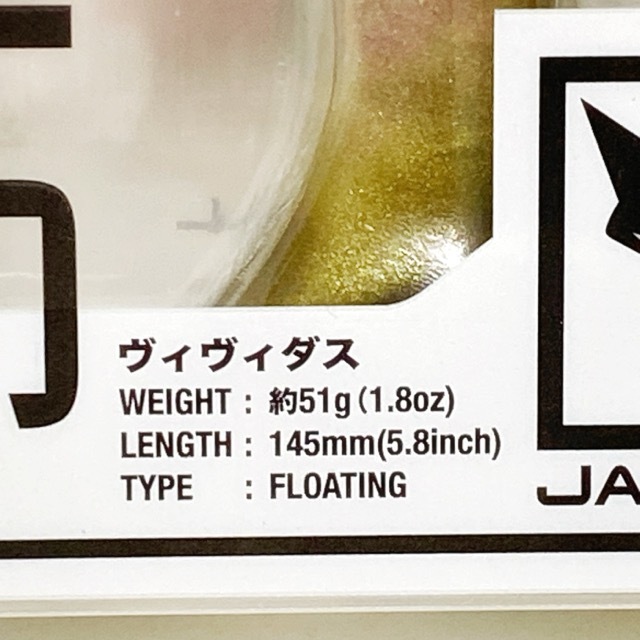 ヴィヴィダス
WEIGHT : 約51g (1.8oz)
LENGTH : 145mm(5.8inch)
TYPE : FLOATING
JA